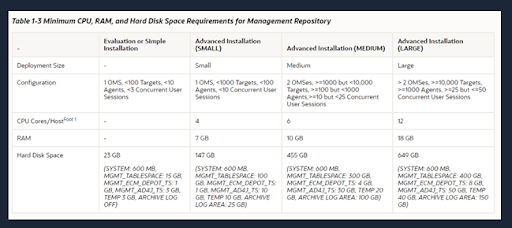 Table 1-3 Minimum CPU, RAM, and Hard Disk Space Requirements for Management Repository
-
Evaluation or Simple
Installation
Advanced Installation
(SMALL)
Advanced Installation (MEDIUM)
Advanced Installation
(LARGE)
Deployment Size
-
Small
Medium
Large
Configuration
1 OMS, <100 Targets, <10
Agents,
<3 Concurrent User
Sessions
1 OMS, <1000 Targets, <100
Agents,
<10 Concurrent User
Sessions
2 OMSes, >=1000 but <10,000
Targets, >=100 but <1000
Agents,>=10 but <25 Concurrent User
Sessions
> 2 OMSes, >=10,000 Targets,
>=1000 Agents, >=25 but <=50
Concurrent User Sessions
CPU Cores/HostFoot 1
-
4
6
12
RAM
-
7 GB
10 GB
18 GB
Hard Disk Space
23 GB
(SYSTEM: 600 MB,
MGMT_TABLESPACE: 15 GB,
MGMT_ECM_DEPOT_TS: 1
GB, MGMT_AD4J_TS: 3 GB,
TEMP 3 GB, ARCHIVE LOG
OFF)
147 GB
(SYSTEM: 600 MB,
MGMT_TABLESPACE: 100
GB, MGMT_ECM_DEPOT_TS:
1 GB, MGMT_AD4J_TS: 10
GB, TEMP 10 GB, ARCHIVE
LOG AREA: 25 GB)
455 GB
(SYSTEM: 600 MB,
MGMT_TABLESPACE: 300 GB,
MGMT_ECM_DEPOT_TS: 4 GB,
MGMT_AD4J_TS: 30 GB, TEMP 20
GB, ARCHIVE LOG AREA: 100 GB)
649 GB
(SYSTEM: 600 MB,
MGMT_TABLESPACE: 400 GB,
MGMT_ECM_DEPOT_TS: 8 GB,
MGMT_AD4J_TS: 50 GB, TEMP
40 GB, ARCHIVE LOG AREA: 150
GB)